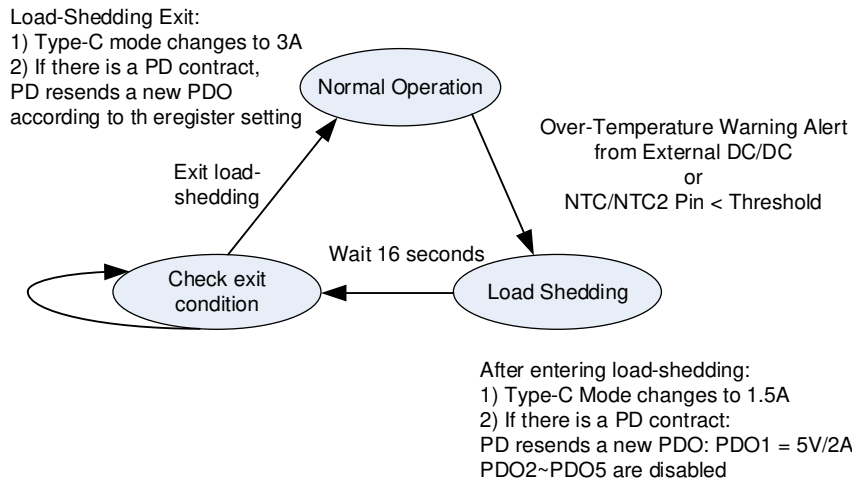 Load-Shedding Exit:
1) Type-C mode changes to 3A
2) If there is a PD contract,
PD resends a new PDO
according to th eregister setting
Normal Operation
Over-Temperature Warning Alert
from External DC/DC
or
NTC/NTC2 Pin < Threshold
Exit load-
shedding
Wait 16 seconds
Check exit
condition
Load Shedding
After entering load-shedding:
1) Type-C Mode changes to 1.5A
2) If there is a PD contract:
PD resends a new PDO: PDO1 = 5V/2A
PDO2~PDO5 are disabled